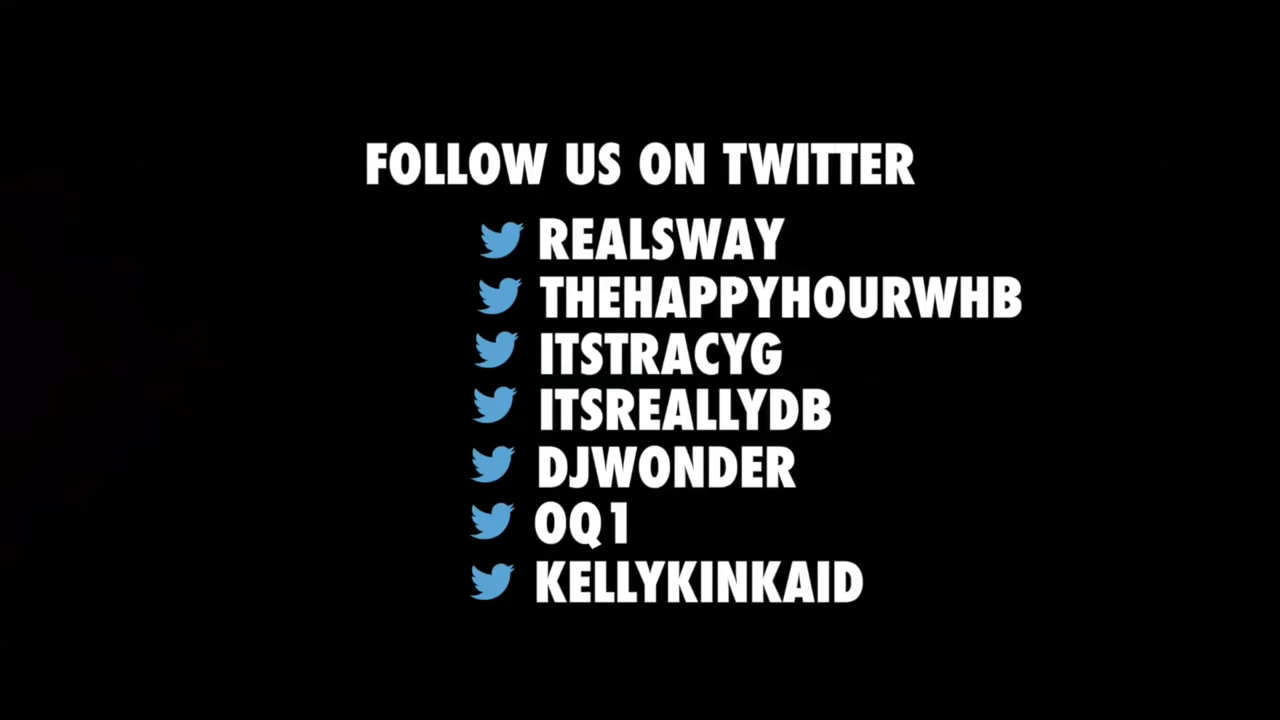 FOLLOW US ON TWITTER
REALSWAY
THEHAPPYHOURWHB
ITSTRACYG
ITSREALLYDB
DJWONDER
OQ1
KELLYKINKAID